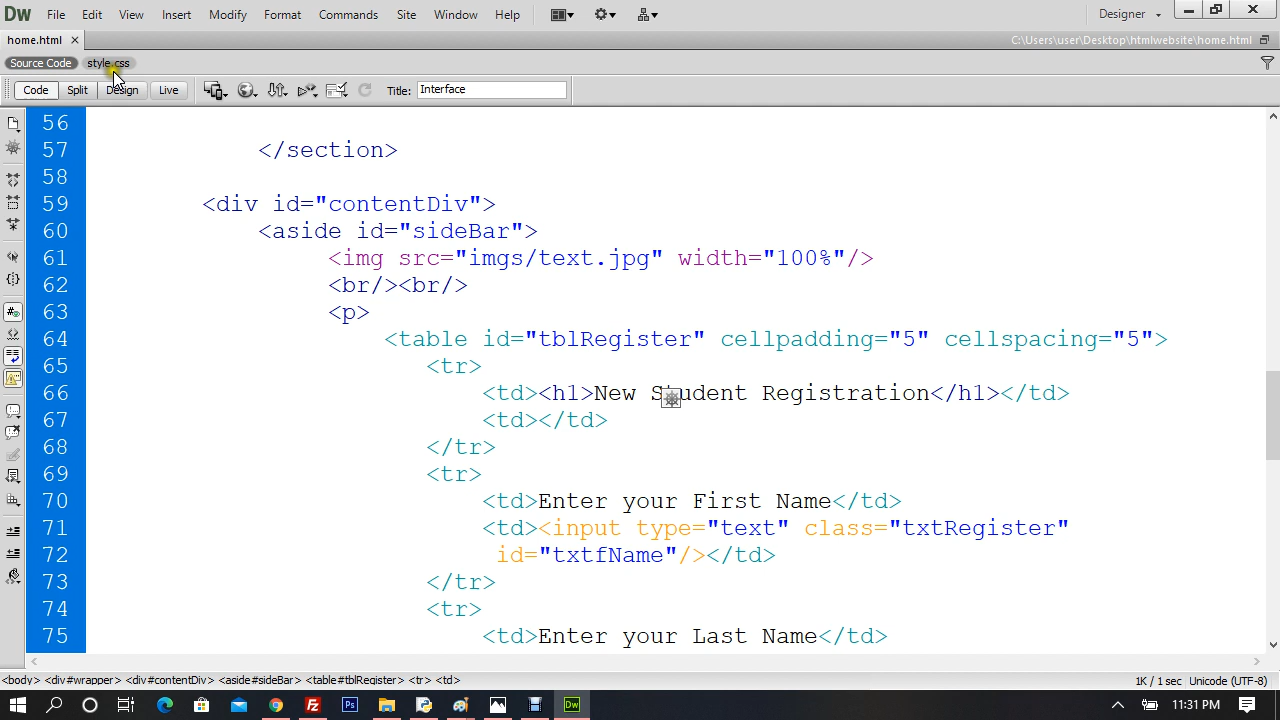 Dw File Edit View Insert Modify Format Commands Site Window Help Designer
home.html C:\Users\user\Desktop\htmlwebsite\home.html
Source Code style.css
Code Split Design Live Title: Interface
56
57 </section>
58
59 <div id="contentDiv">
60 <aside id="sideBar">
61 <img src="imgs/text.jpg" width="100%"/>
62 <br/><br/>
63 <p>
64 <table id="tblRegister" cellpadding="5" cellspacing="5">
65 <tr>
66 <td><h1>New Student Registration</h1></td>
67 <td></td>
68 </tr>
69 <tr>
70 <td>Enter your First Name</td>
71 <td><input type="text" class="txtRegister"
72 id="txtfName"/></td>
73 </tr>
74 <tr>
75 <td>Enter your Last Name</td>
<body> <div#wrapper> <div#contentDiv> <aside#sideBar> <table#tblRegister> <tr> <td> 1K / 1 sec Unicode (UTF-8)
Fz Ps Dw 11:31 PM